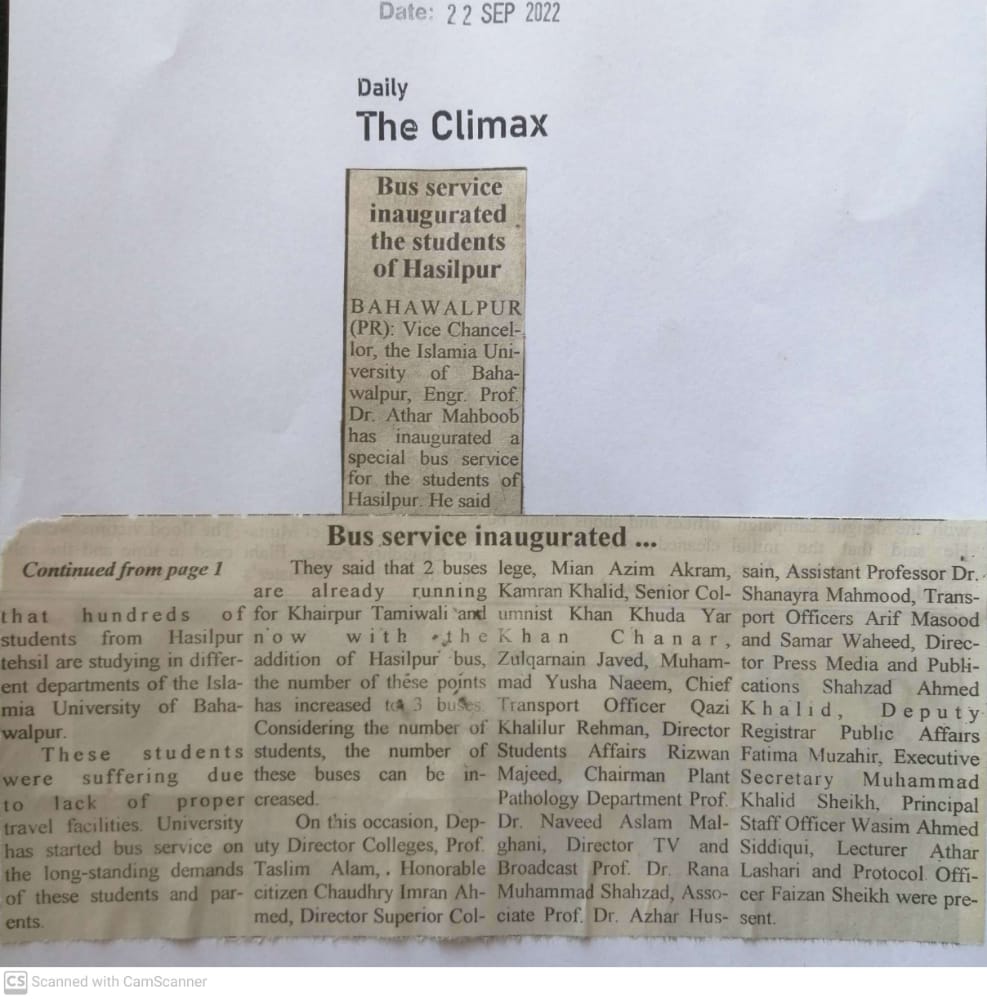 Date: 22 SEP 2022
Daily
The Climax
Bus service
inaugurated
the students
of Hasilpur
BAHAWALPUR
(PR): Vice Chancel-
lor, the Islamia Uni-
versity of Baha-
walpur, Engr. Prof.
Dr. Athar Mahboob
has inaugurated a
special bus service
for the students of
Hasilpur. He said
Bus service inaugurated ...
Continued from page 1
that hundreds of
students from Hasilpur
tehsil are studying in differ-
ent departments of the Isla-
mia University of Baha-
walpur.
These students
were suffering due
to lack of proper
travel facilities. University
has started bus service on
the long-standing demands
of these students and par-
ents.
They said that 2 buses
are already running
for Khairpur Tamiwali and
now with the
addition of Hasilpur bus,
the number of these points
has increased to 3 buses.
Considering the number of
students, the number of
these buses can be in-
creased.
On this occasion, Dep-
uty Director Colleges, Prof.
Taslim Alam, . Honorable
citizen Chaudhry Imran Ah-
med, Director Superior Col-
lege, Mian Azim Akram,
Kamran Khalid, Senior Col-
umnist Khan Khuda Yar
Khan Chanar,
Zulqarnain Javed, Muham-
mad Yusha Naeem, Chief
Transport Officer Qazi
Khalilur Rehman, Director
Students Affairs Rizwan
Majeed, Chairman Plant
Pathology Department Prof.
Dr. Naveed Aslam Mal-
ghani, Director TV and
Broadcast Prof. Dr. Rana
Muhammad Shahzad, Asso-
ciate Prof. Dr. Azhar Hus-
sain, Assistant Professor Dr.
Shanayra Mahmood, Trans-
port Officers Arif Masood
and Samar Waheed, Direc-
tor Press Media and Publi-
cations Shahzad Ahmed
Khalid, Deputy
Registrar Public Affairs
Fatima Muzahir, Executive
Secretary Muhammad
Khalid Sheikh, Principal
Staff Officer Wasim Ahmed
Siddiqui, Lecturer Athar
Lashari and Protocol Offi-
cer Faizan Sheikh were pre-
sent.
CS Scanned with CamScanner